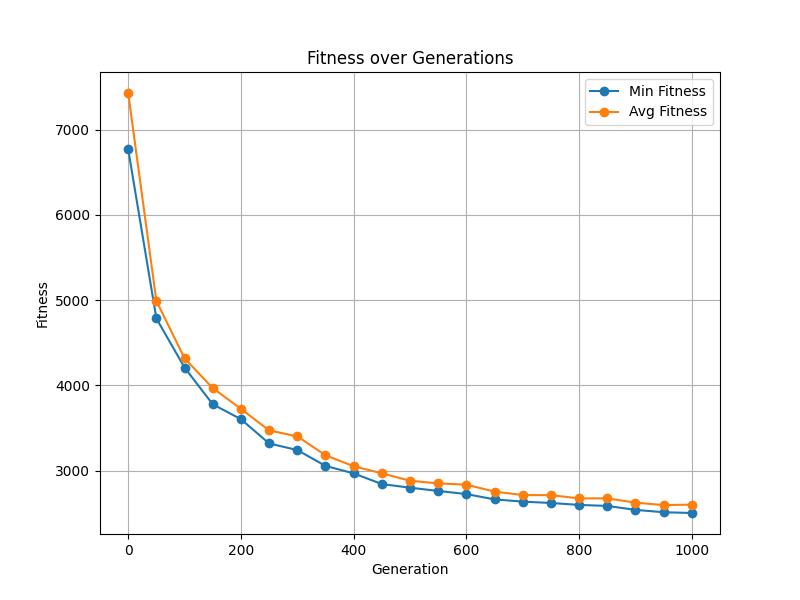 Fitness over Generations
Min Fitness
Avg Fitness
7000
6000
5000
4000
3000
Fitness
0 200 400 600 800 1000
Generation